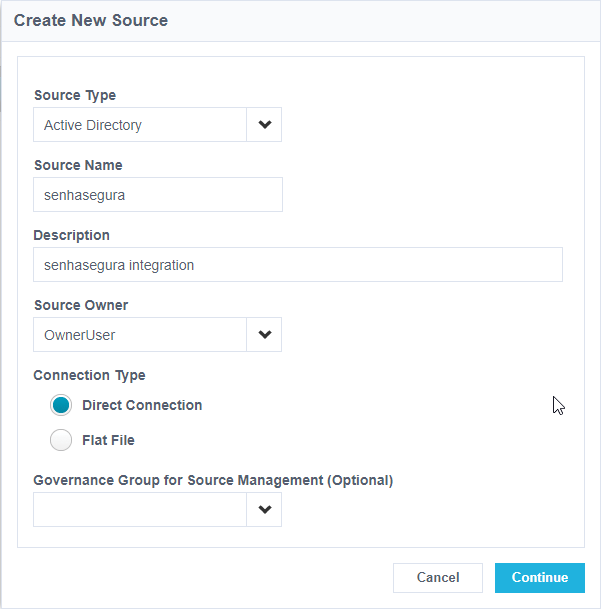 Create New Source
Source Type
Active Directory
Source Name
senhasegura
Description
senhasegura integration
Source Owner
OwnerUser
Connection Type
Direct Connection
Flat File
Governance Group for Source Management (Optional)
Cancel
Continue